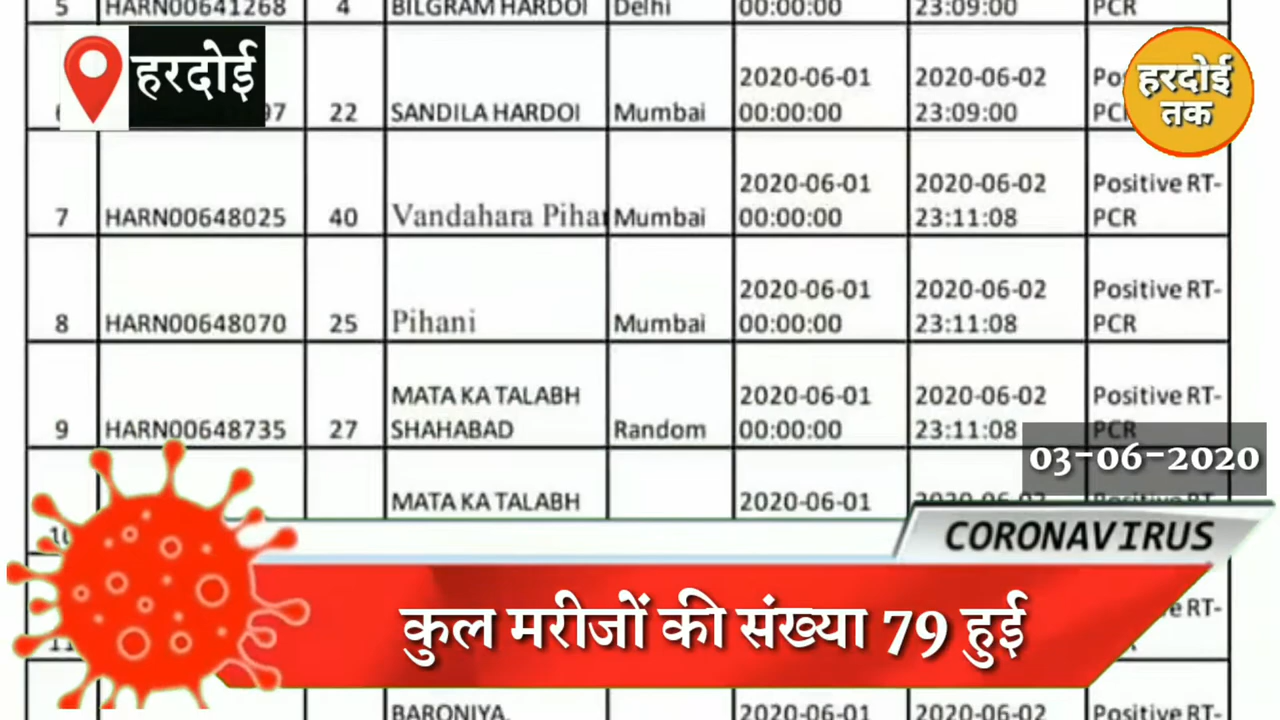 5 HARN00641268 4 BILGRAM HARDOI Delhi 00:00:00 23:09:00 PCR
हरदोई
हरदोई
तक
2020-06-01 2020-06-02
97 22 SANDILA HARDOI Mumbai 00:00:00 23:09:00
2020-06-01 2020-06-02 Positive RT-
7 HARN00648025 40 Vandahara Mumbai 00:00:00 23:11:08 PCR
2020-06-01 2020-06-02 Positive RT-
8 HARN00648070 25 Pihani Mumbai 00:00:00 23:11:08 PCR
MATA KA TALABH 2020-06-01 2020-06-02 Positive RT-
9 HARN00648735 27 SHAHABAD Random 00:00:00 23:11:08 PCR
03-06-2020
MATA KA TALABH 2020-06-01
CORONAVIRUS
कुल मरीजों की संख्या 79 हुई
BARONIYA, 2020-06-01 2020-06-02 Positive RT-